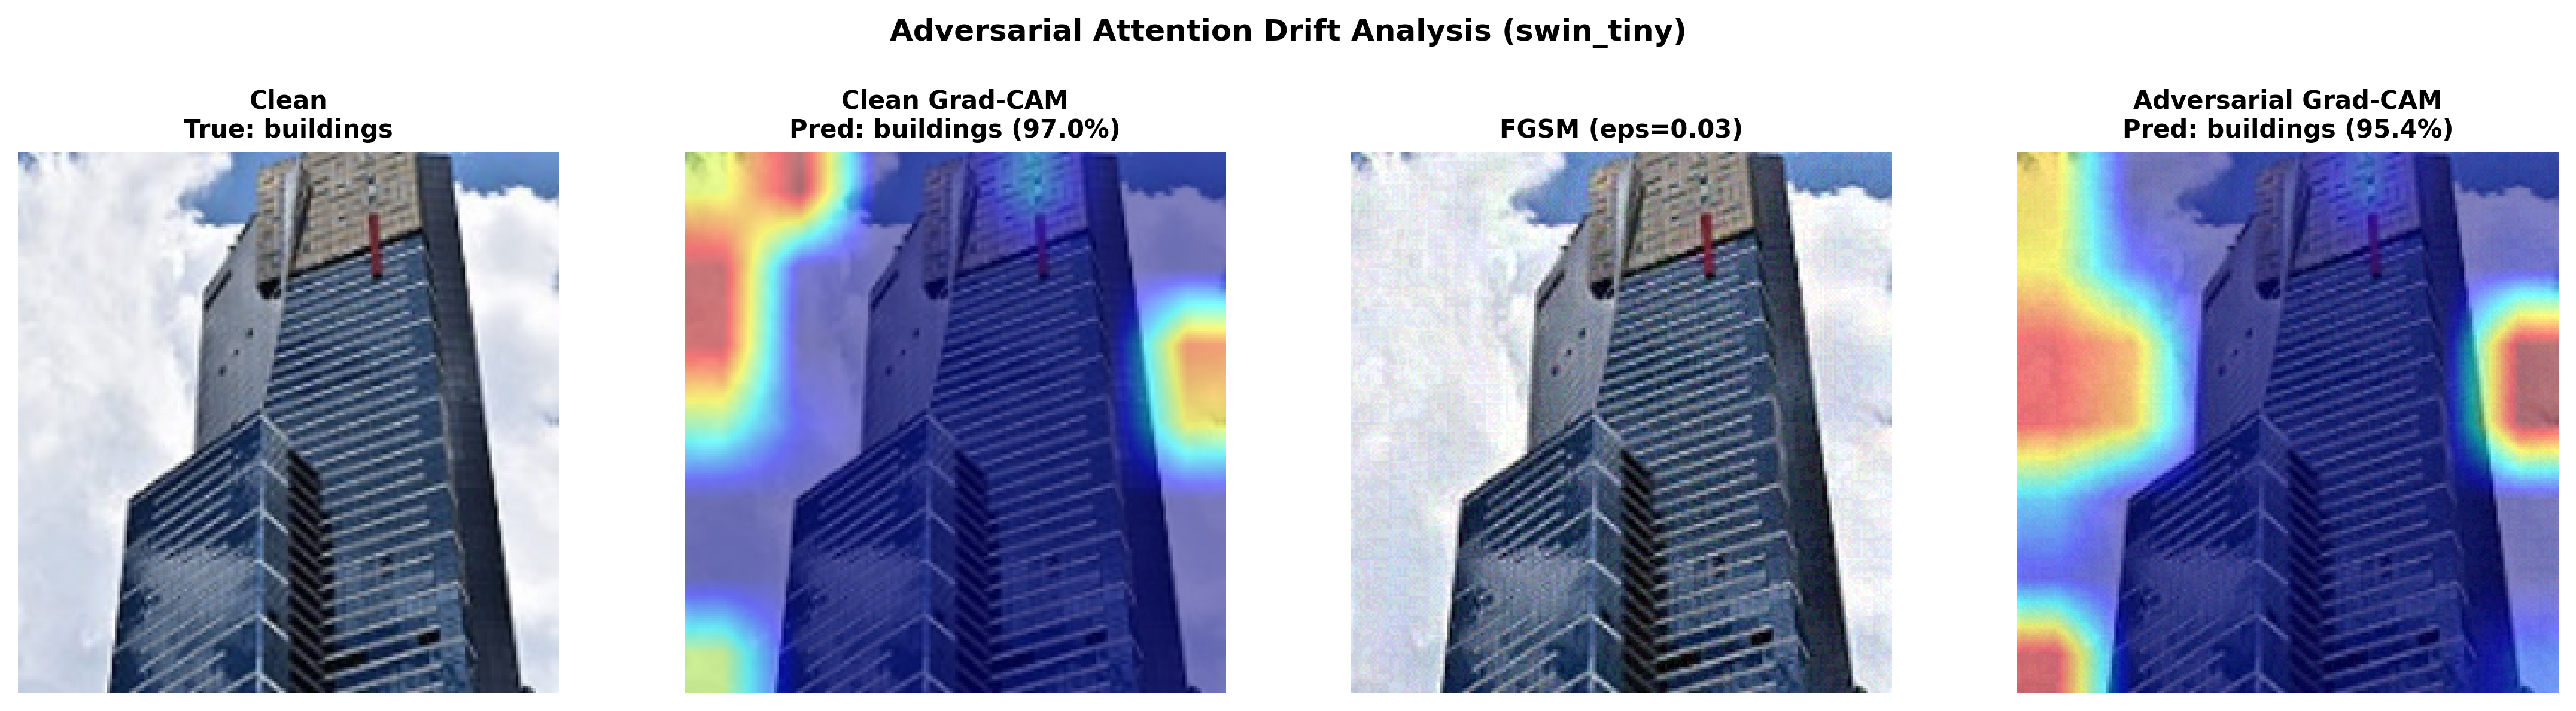 Adversarial Attention Drift Analysis (swin_tiny)
Clean
True: buildings
Clean Grad-CAM
Pred: buildings (97.0%)
FGSM (eps=0.03)
Adversarial Grad-CAM
Pred: buildings (95.4%)